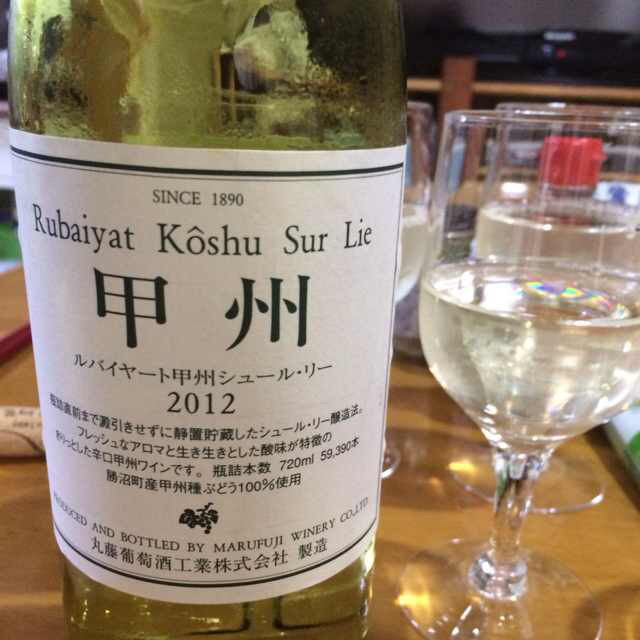 SINCE 1890
Rubaiyat Kôshu Sur Lie
甲州
ルバイヤート甲州シュール・リー
2012
瓶詰直前まで澱引きせずに静置貯蔵したシュール・リー醸造法。
フレッシュなアロマと生き生きとした酸味が特徴の
きりっとした辛口甲州ワインです。 瓶詰本数 720ml 59,390本
勝沼町産甲州種ぶどう100%使用
PRODUCED AND BOTTLED BY MARUFUJI WINERY CO.,LTD
丸藤葡萄酒工業株式会社 製造